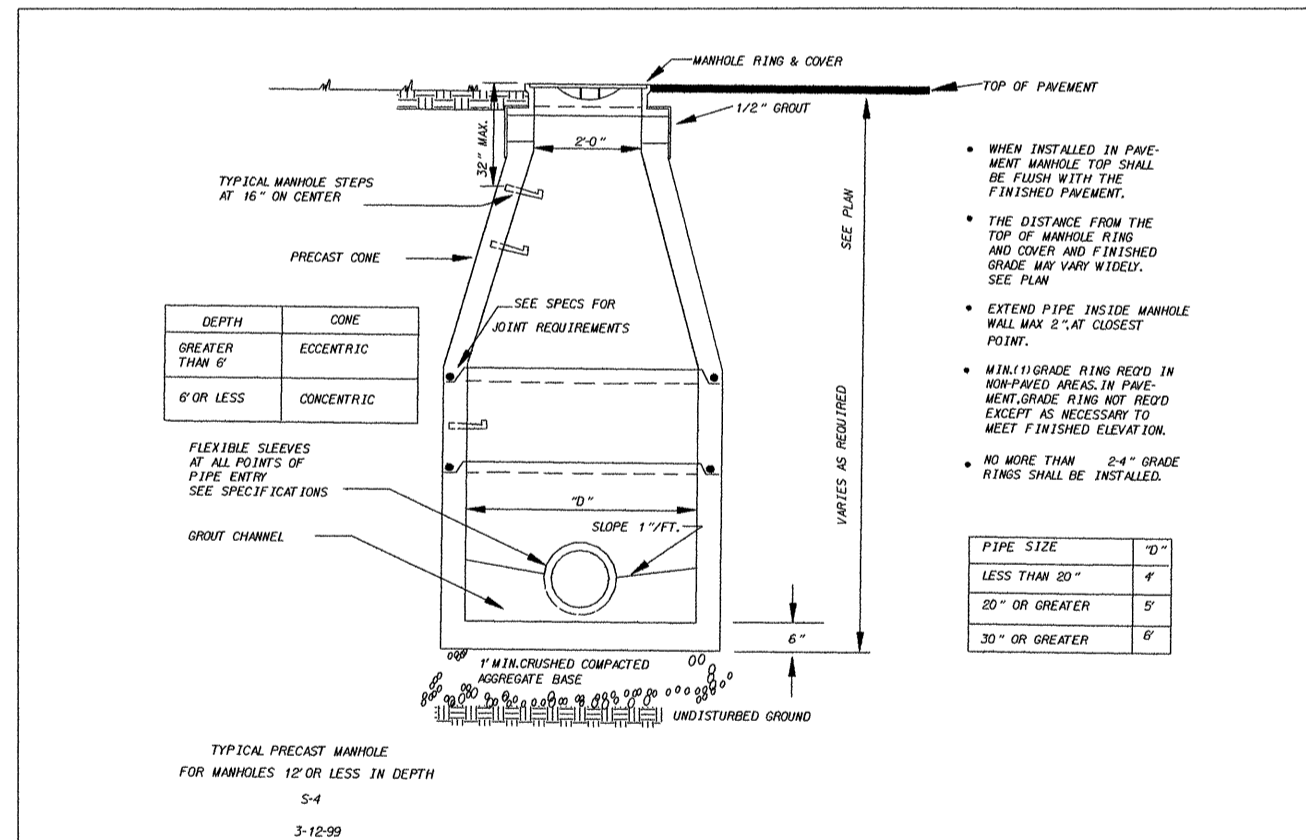 MANHOLE RING & COVER
TOP OF PAVEMENT
1/2" GROUT
32" MAX.
2'-0"
TYPICAL MANHOLE STEPS
AT 16" ON CENTER
PRECAST CONE
SEE SPECS FOR
JOINT REQUIREMENTS
DEPTH CONE
GREATER
THAN 6' ECCENTRIC
6' OR LESS CONCENTRIC
FLEXIBLE SLEEVES
AT ALL POINTS OF
PIPE ENTRY
SEE SPECIFICATIONS
GROUT CHANNEL
"D"
SLOPE 1"/FT.
SEE PLAN
VARIES AS REQUIRED
6"
1' MIN. CRUSHED COMPACTED
AGGREGATE BASE
UNDISTURBED GROUND
• WHEN INSTALLED IN PAVE-
MENT MANHOLE TOP SHALL
BE FLUSH WITH THE
FINISHED PAVEMENT.
• THE DISTANCE FROM THE
TOP OF MANHOLE RING
AND COVER AND FINISHED
GRADE MAY VARY WIDELY.
SEE PLAN
• EXTEND PIPE INSIDE MANHOLE
WALL MAX 2", AT CLOSEST
POINT.
• MIN. (1) GRADE RING REQ'D IN
NON-PAVED AREAS. IN PAVE-
MENT, GRADE RING NOT REQ'D
EXCEPT AS NECESSARY TO
MEET FINISHED ELEVATION.
• NO MORE THAN 2-4" GRADE
RINGS SHALL BE INSTALLED.
PIPE SIZE "D"
LESS THAN 20" 4'
20" OR GREATER 5'
30" OR GREATER 6'
TYPICAL PRECAST MANHOLE
FOR MANHOLES 12' OR LESS IN DEPTH
S-4
3-12-99